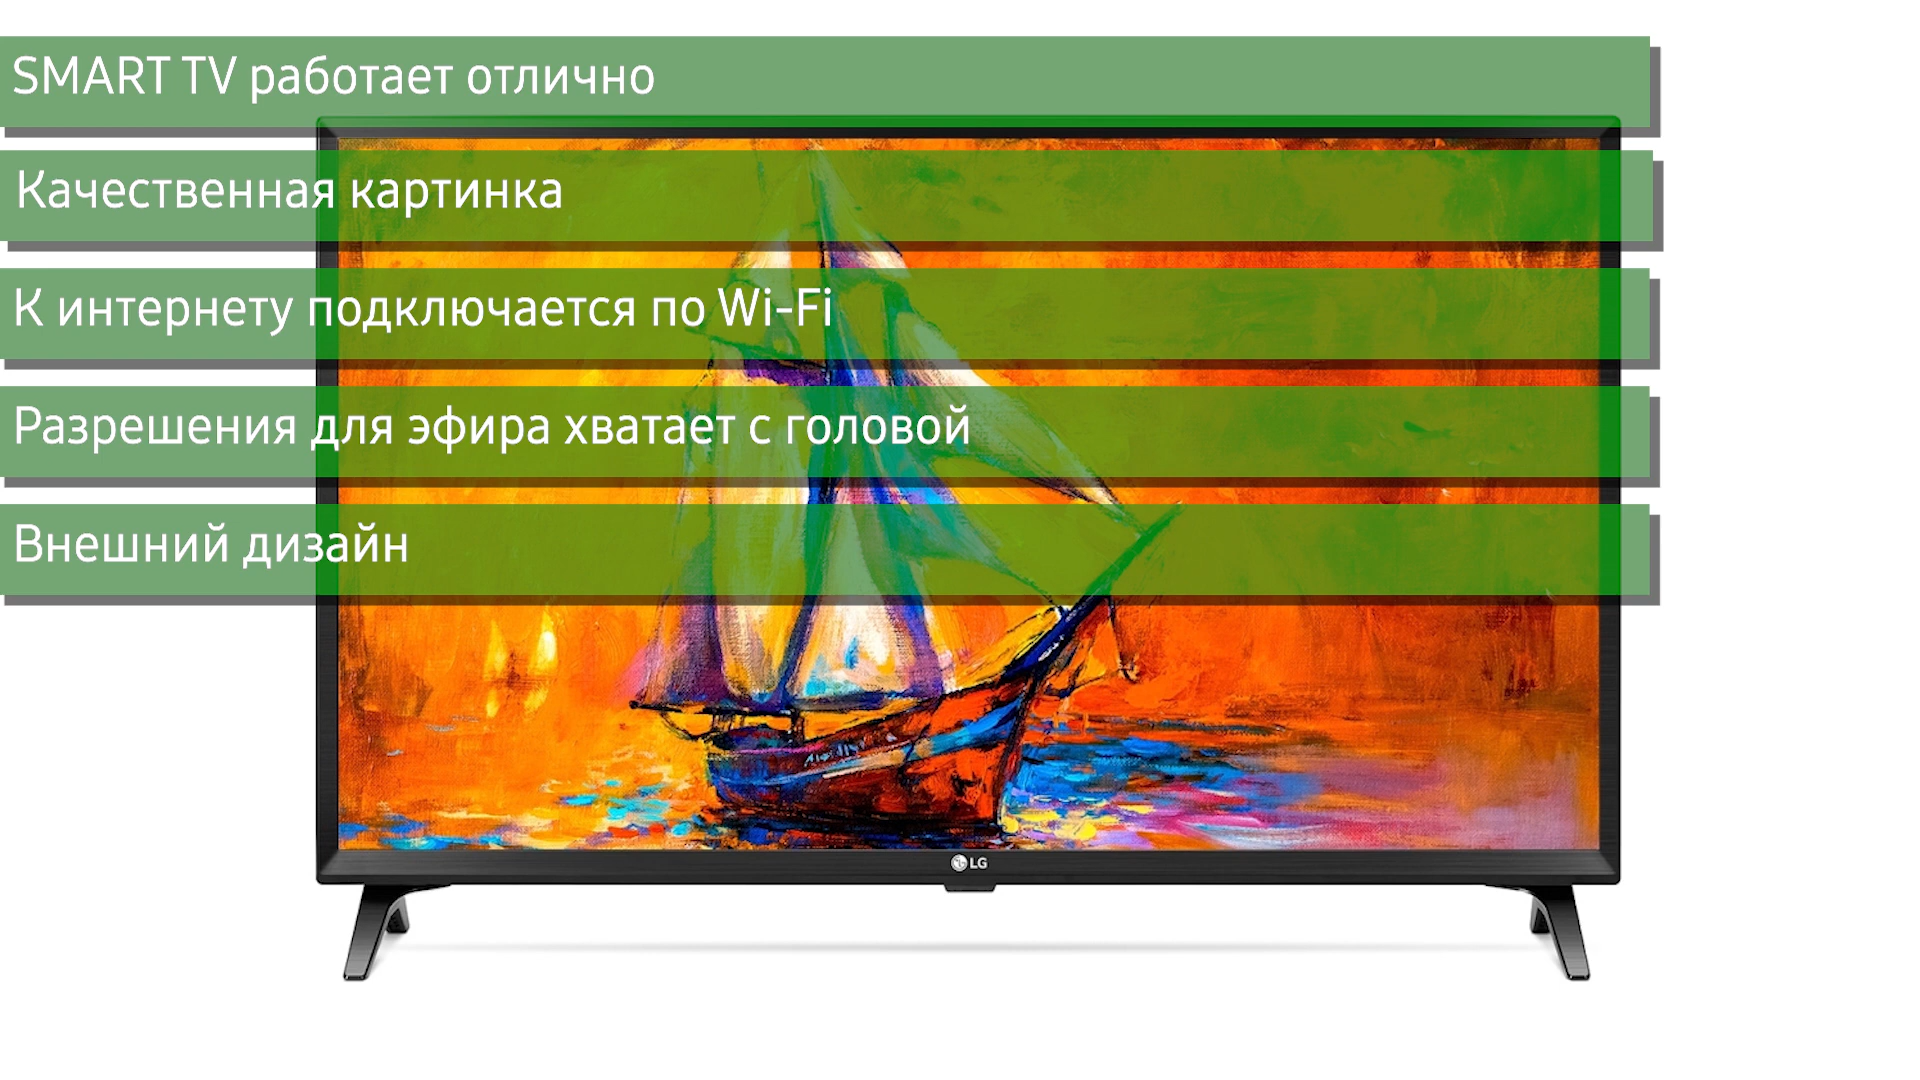 SMART TV работает отлично
Качественная картинка
К интернету подключается по Wi-Fi
Разрешения для эфира хватает с головой
Внешний дизайн
LG